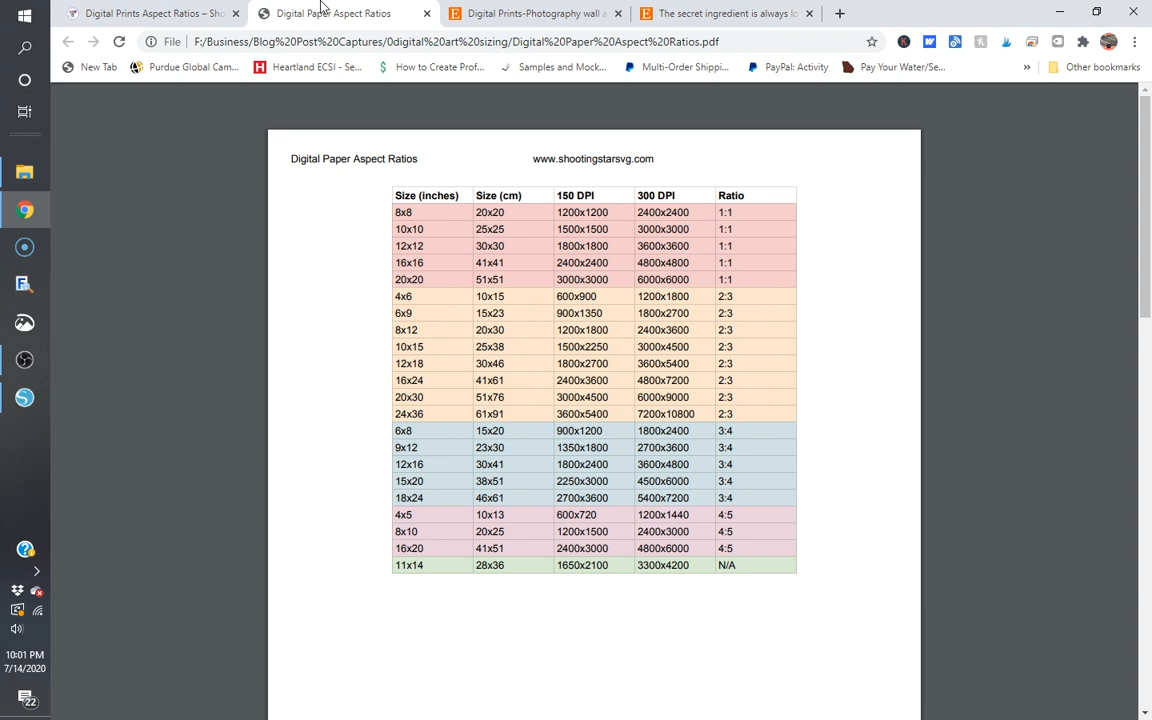 Digital Prints Aspect Ratios – Sho
Digital Paper Aspect Ratios
Digital Prints-Photography wall a
The secret ingredient is always lo
File F:/Business/Blog%20Post%20Captures/0digital%20art%20sizing/Digital%20Paper%20Aspect%20Ratios.pdf
New Tab Purdue Global Cam... Heartland ECSI - Se... How to Create Prof... Samples and Mock... Multi-Order Shippi... PayPal: Activity Pay Your Water/Se... » Other bookmarks
Digital Paper Aspect Ratios www.shootingstarsvg.com
Size (inches) Size (cm) 150 DPI 300 DPI Ratio
8x8 20x20 1200x1200 2400x2400 1:1
10x10 25x25 1500x1500 3000x3000 1:1
12x12 30x30 1800x1800 3600x3600 1:1
16x16 41x41 2400x2400 4800x4800 1:1
20x20 51x51 3000x3000 6000x6000 1:1
4x6 10x15 600x900 1200x1800 2:3
6x9 15x23 900x1350 1800x2700 2:3
8x12 20x30 1200x1800 2400x3600 2:3
10x15 25x38 1500x2250 3000x4500 2:3
12x18 30x46 1800x2700 3600x5400 2:3
16x24 41x61 2400x3600 4800x7200 2:3
20x30 51x76 3000x4500 6000x9000 2:3
24x36 61x91 3600x5400 7200x10800 2:3
6x8 15x20 900x1200 1800x2400 3:4
9x12 23x30 1350x1800 2700x3600 3:4
12x16 30x41 1800x2400 3600x4800 3:4
15x20 38x51 2250x3000 4500x6000 3:4
18x24 46x61 2700x3600 5400x7200 3:4
4x5 10x13 600x720 1200x1440 4:5
8x10 20x25 1200x1500 2400x3000 4:5
16x20 41x51 2400x3000 4800x6000 4:5
11x14 28x36 1650x2100 3300x4200 N/A
10:01 PM
7/14/2020
22